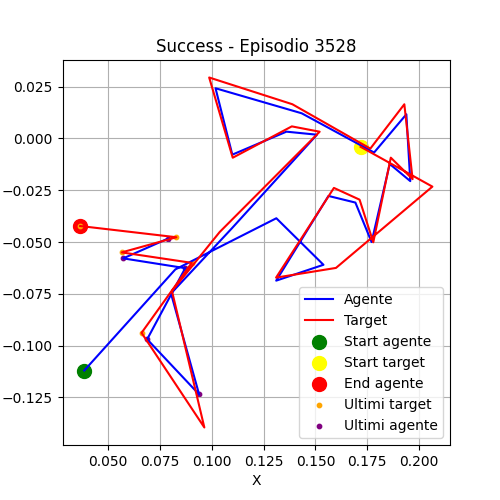 Success - Episodio 3528
0.025
0.000
−0.025
−0.050
−0.075
−0.100
−0.125
Agente
Target
Start agente
Start target
End agente
Ultimi target
Ultimi agente
0.050 0.075 0.100 0.125 0.150 0.175 0.200
X